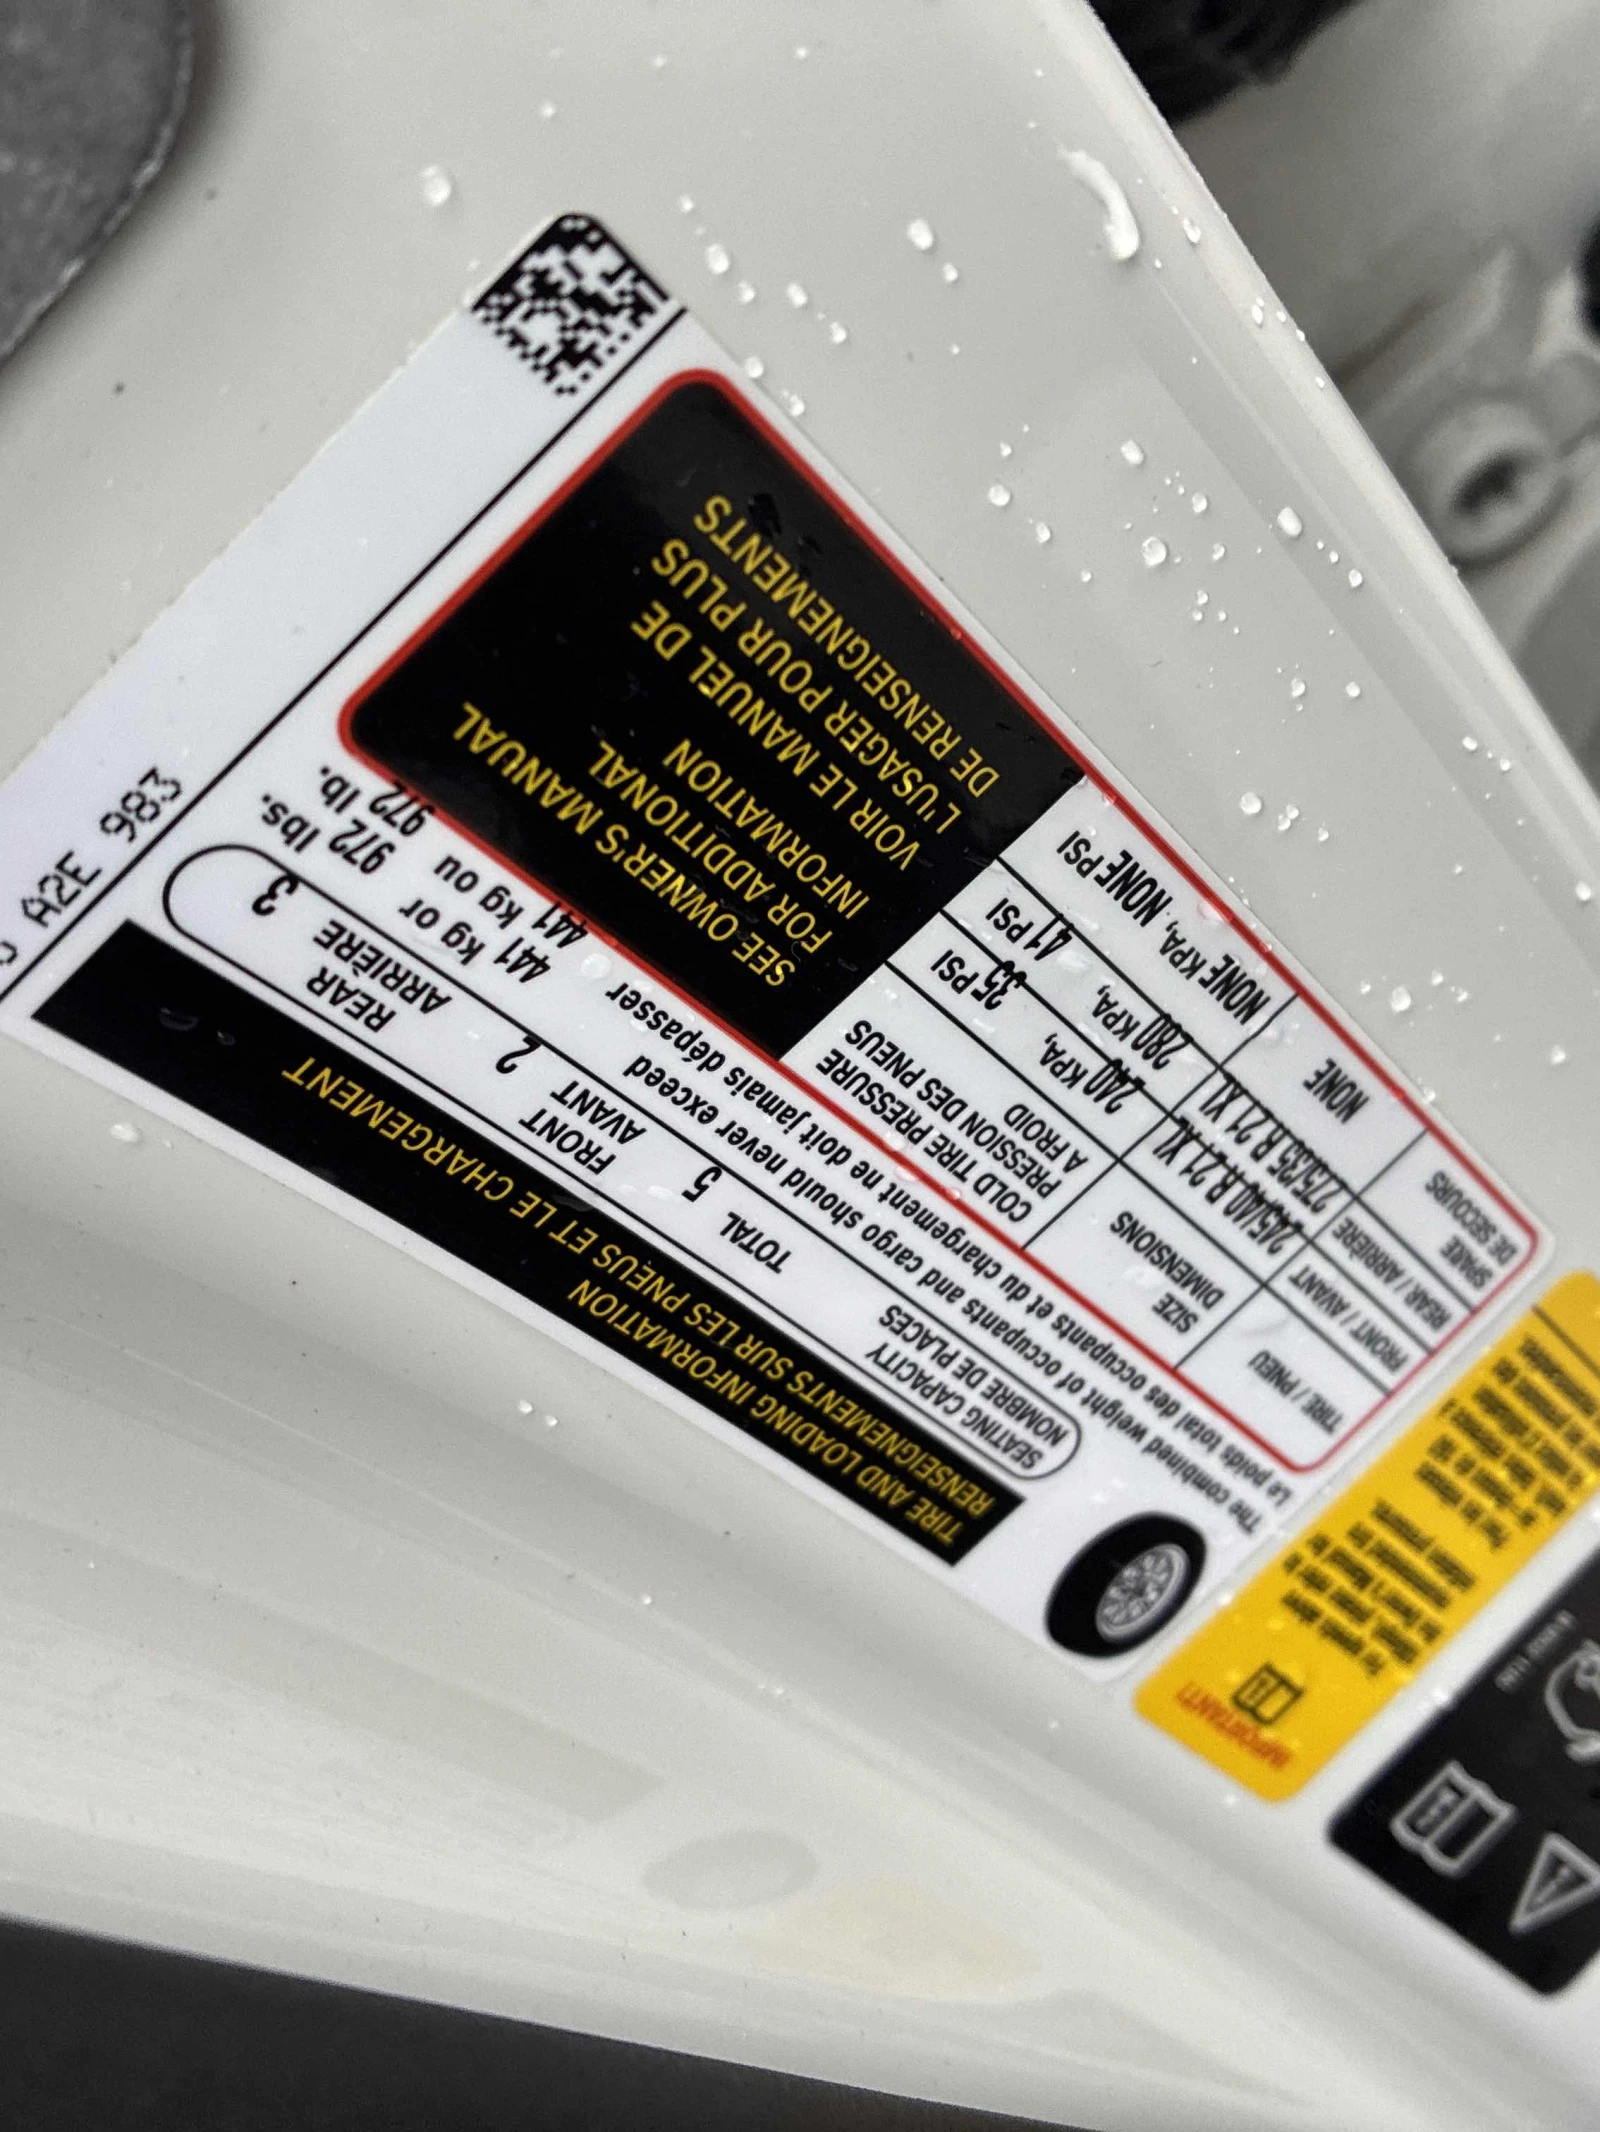 A2E 983
TIRE AND LOADING INFORMATION
RENSEIGNEMENTS SUR LES PNEUS ET LE CHARGEMENT
SEATING CAPACITY
NOMBRE DE PLACES
TOTAL 5
FRONT
AVANT
2
REAR
ARRIÈRE
3
The combined weight of occupants and cargo should never exceed 441 kg or 972 lbs.
Le poids total des occupants et du chargement ne doit jamais dépasser 441 kg ou 972 lb.
TIRE / PNEU
SIZE
DIMENSIONS
COLD TIRE PRESSURE
PRESSION DES PNEUS
A FROID
FRONT / AVANT 245/40 R 21 XL 240 KPA, 35 PSI
REAR / ARRIÈRE 275/35 R 21 XL 280 KPA, 41 PSI
SPARE
DE SECOURS
NONE NONE KPA, NONE PSI
SEE OWNER'S MANUAL
FOR ADDITIONAL
INFORMATION
VOIR LE MANUEL DE
L'USAGER POUR PLUS
DE RENSEIGNEMENTS
IMPORTANT!